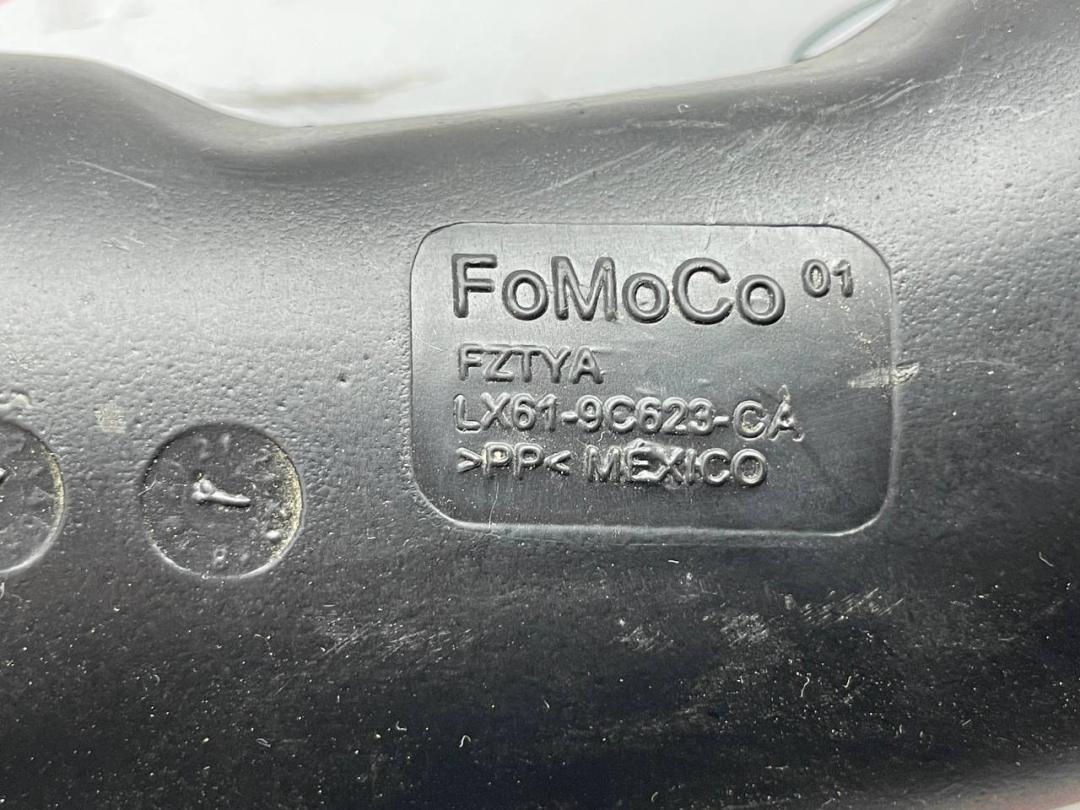 FoMoCo 01
FZTYA
LX61-9C623-CA
>PP< MÉXICO